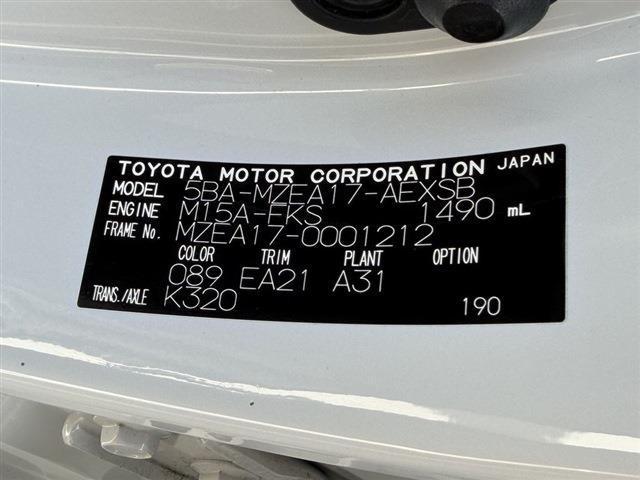 TOYOTA MOTOR CORPORATION JAPAN
MODEL 5BA-MZEA17-AEXSB
ENGINE M15A-FKS 1490 mL
FRAME No. MZEA17-0001212
COLOR TRIM PLANT OPTION
089 EA21 A31
TRANS./AXLE K320 190